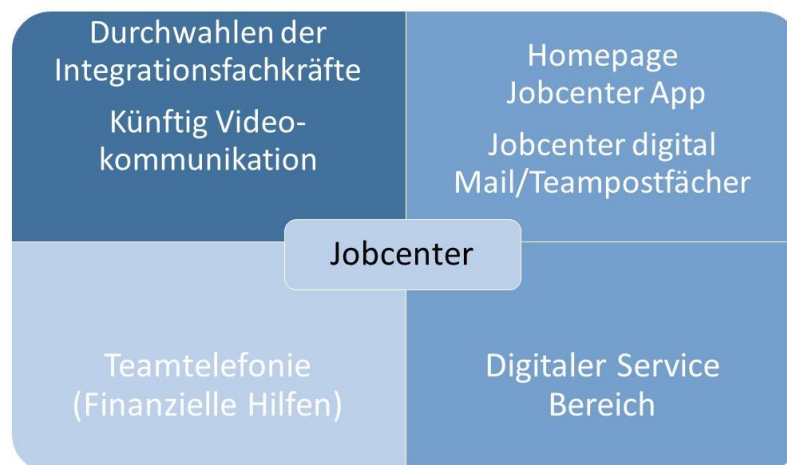 Durchwahlen der
Integrationsfachkräfte
Künftig Video-
kommunikation
Homepage
Jobcenter App
Jobcenter digital
Mail/Teampostfächer
Jobcenter
Teamtelefonie
(Finanzielle Hilfen)
Digitaler Service
Bereich